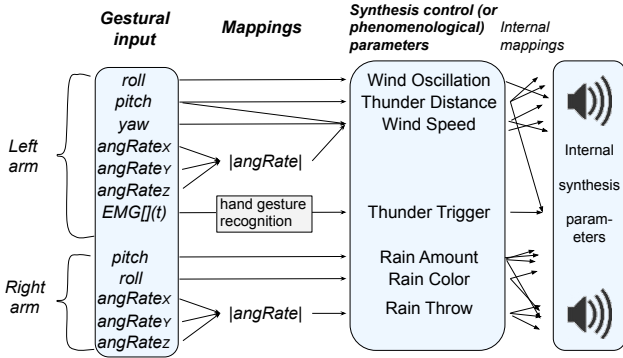 Gestural
input
Mappings
Synthesis control (or
phenomenological)
parameters
Internal
mappings
Left
arm
roll
pitch
yaw
angRateX
angRateY
angRateZ
EMG[](t)
|angRate|
hand gesture
recognition
Wind Oscillation
Thunder Distance
Wind Speed
Thunder Trigger
Right
arm
pitch
roll
angRateX
angRateY
angRateZ
|angRate|
Rain Amount
Rain Color
Rain Throw
Internal
synthesis
param-
eters